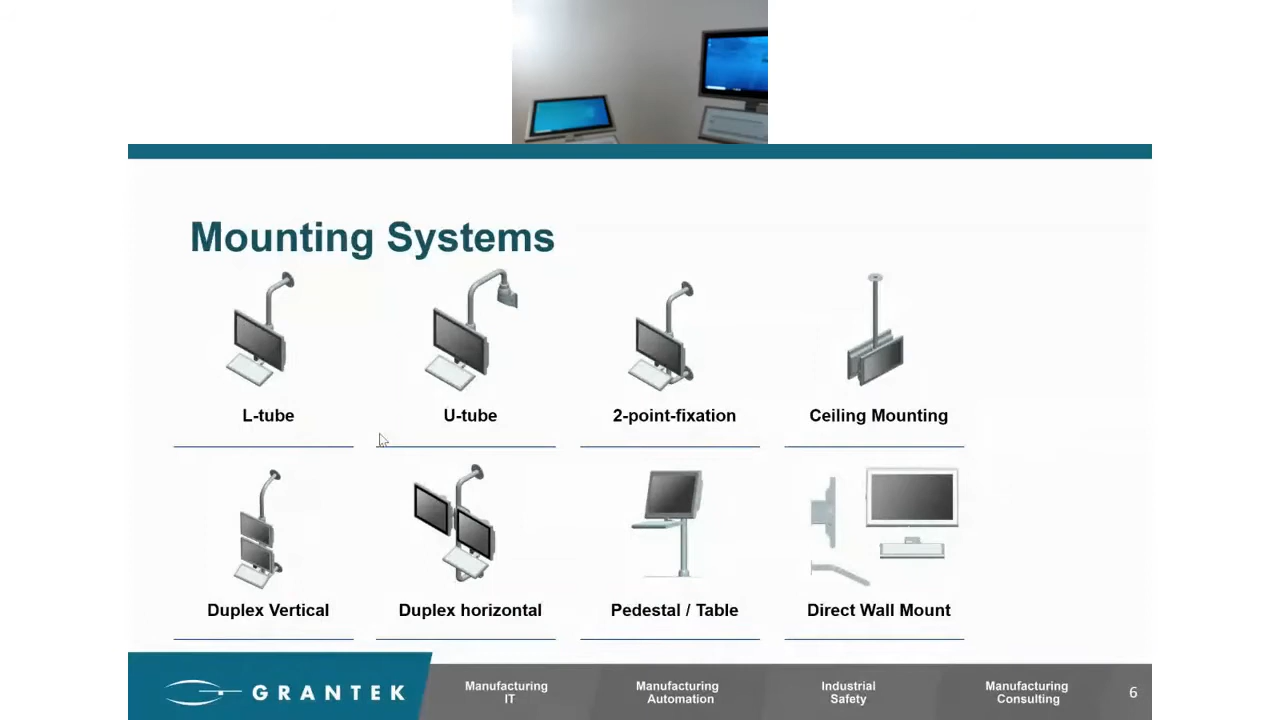 Mounting Systems
L-tube
U-tube
2-point-fixation
Ceiling Mounting
Duplex Vertical
Duplex horizontal
Pedestal / Table
Direct Wall Mount
GRANTEK
Manufacturing
IT
Manufacturing
Automation
Industrial
Safety
Manufacturing
Consulting
6